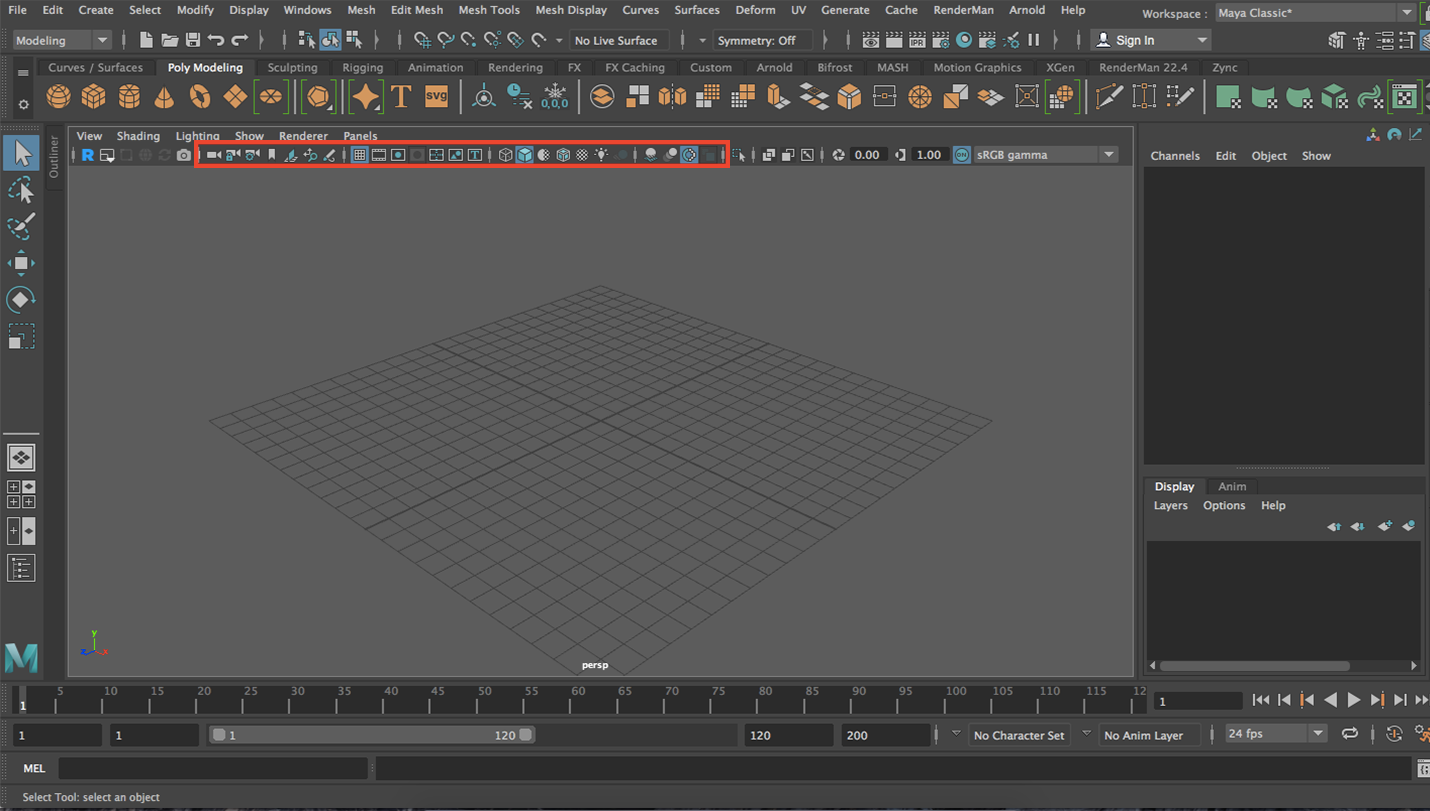 File Edit Create Select Modify Display Windows Mesh Edit Mesh Mesh Tools Mesh Display Curves Surfaces Deform UV Generate Cache RenderMan Arnold Help Workspace : Maya Classic*
Modeling No Live Surface Symmetry: Off IPR Sign In
Curves / Surfaces Poly Modeling Sculpting Rigging Animation Rendering FX FX Caching Custom Arnold Bifrost MASH Motion Graphics XGen RenderMan 22.4 Zync
T SVG 0,0,0
View Shading Lighting Show Renderer Panels
R T 0.00 1.00 ON sRGB gamma
Channels Edit Object Show
Outliner
Display Anim
Layers Options Help
y
persp
M
1 5 10 15 20 25 30 35 40 45 50 55 60 65 70 75 80 85 90 95 100 105 110 115 12 1
1 1 1 120 120 200 No Character Set No Anim Layer 24 fps
MEL
Select Tool: select an object